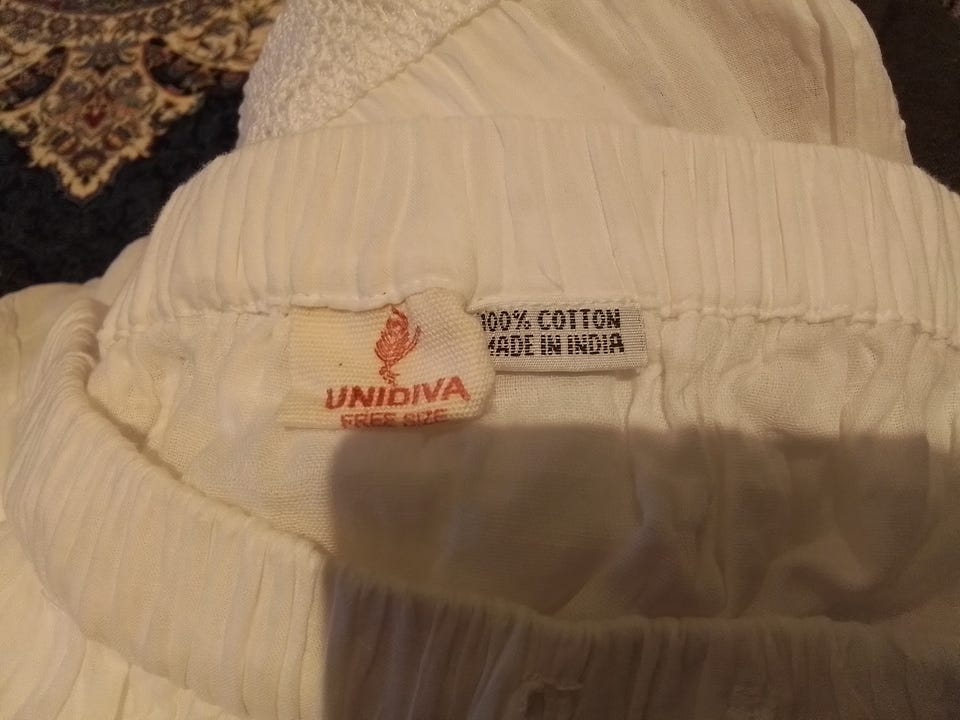 UNIDIVA
FREE SIZE
100% COTTON
MADE IN INDIA